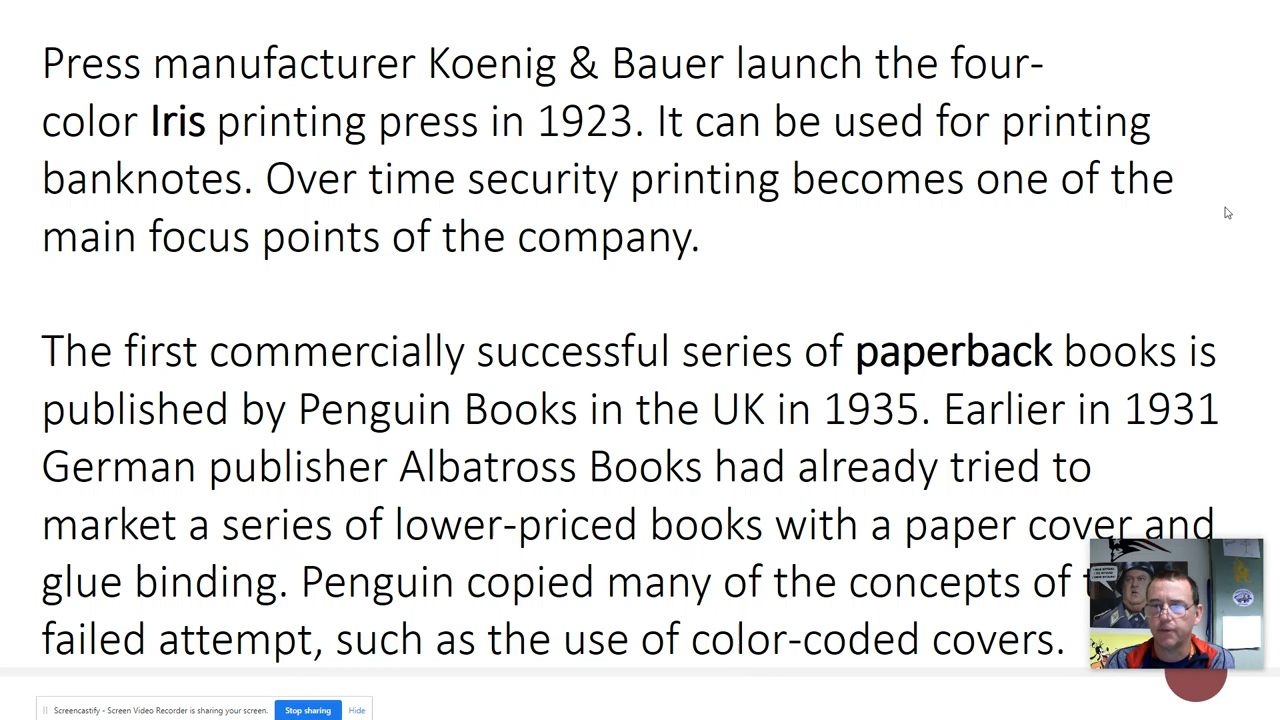 Press manufacturer Koenig & Bauer launch the four-
color Iris printing press in 1923. It can be used for printing
banknotes. Over time security printing becomes one of the
main focus points of the company.
The first commercially successful series of paperback books is
published by Penguin Books in the UK in 1935. Earlier in 1931
German publisher Albatross Books had already tried to
market a series of lower-priced books with a paper cover and
glue binding. Penguin copied many of the concepts of
failed attempt, such as the use of color-coded covers.
Screencastify - Screen Video Recorder is sharing your screen.
Stop sharing
Hide